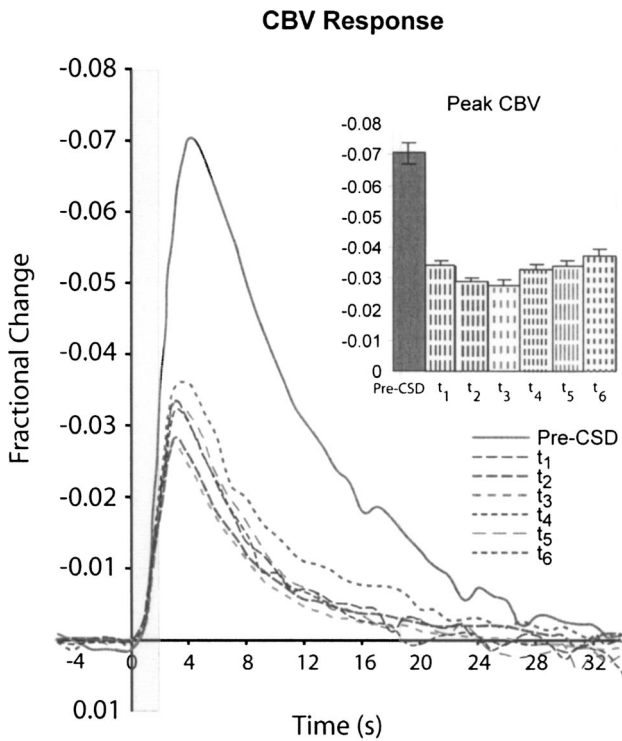 CBV Response
Fractional Change
-0.08
-0.07
-0.06
-0.05
-0.04
-0.03
-0.02
-0.01
0.01
-4 0 4 8 12 16 20 24 28 32
Time (s)
Peak CBV
-0.08
-0.07
-0.06
-0.05
-0.04
-0.03
-0.02
-0.01
0
Pre-CSD t₁ t₂ t₃ t₄ t₅ t₆
Pre-CSD
t₁
t₂
t₃
t₄
t₅
t₆